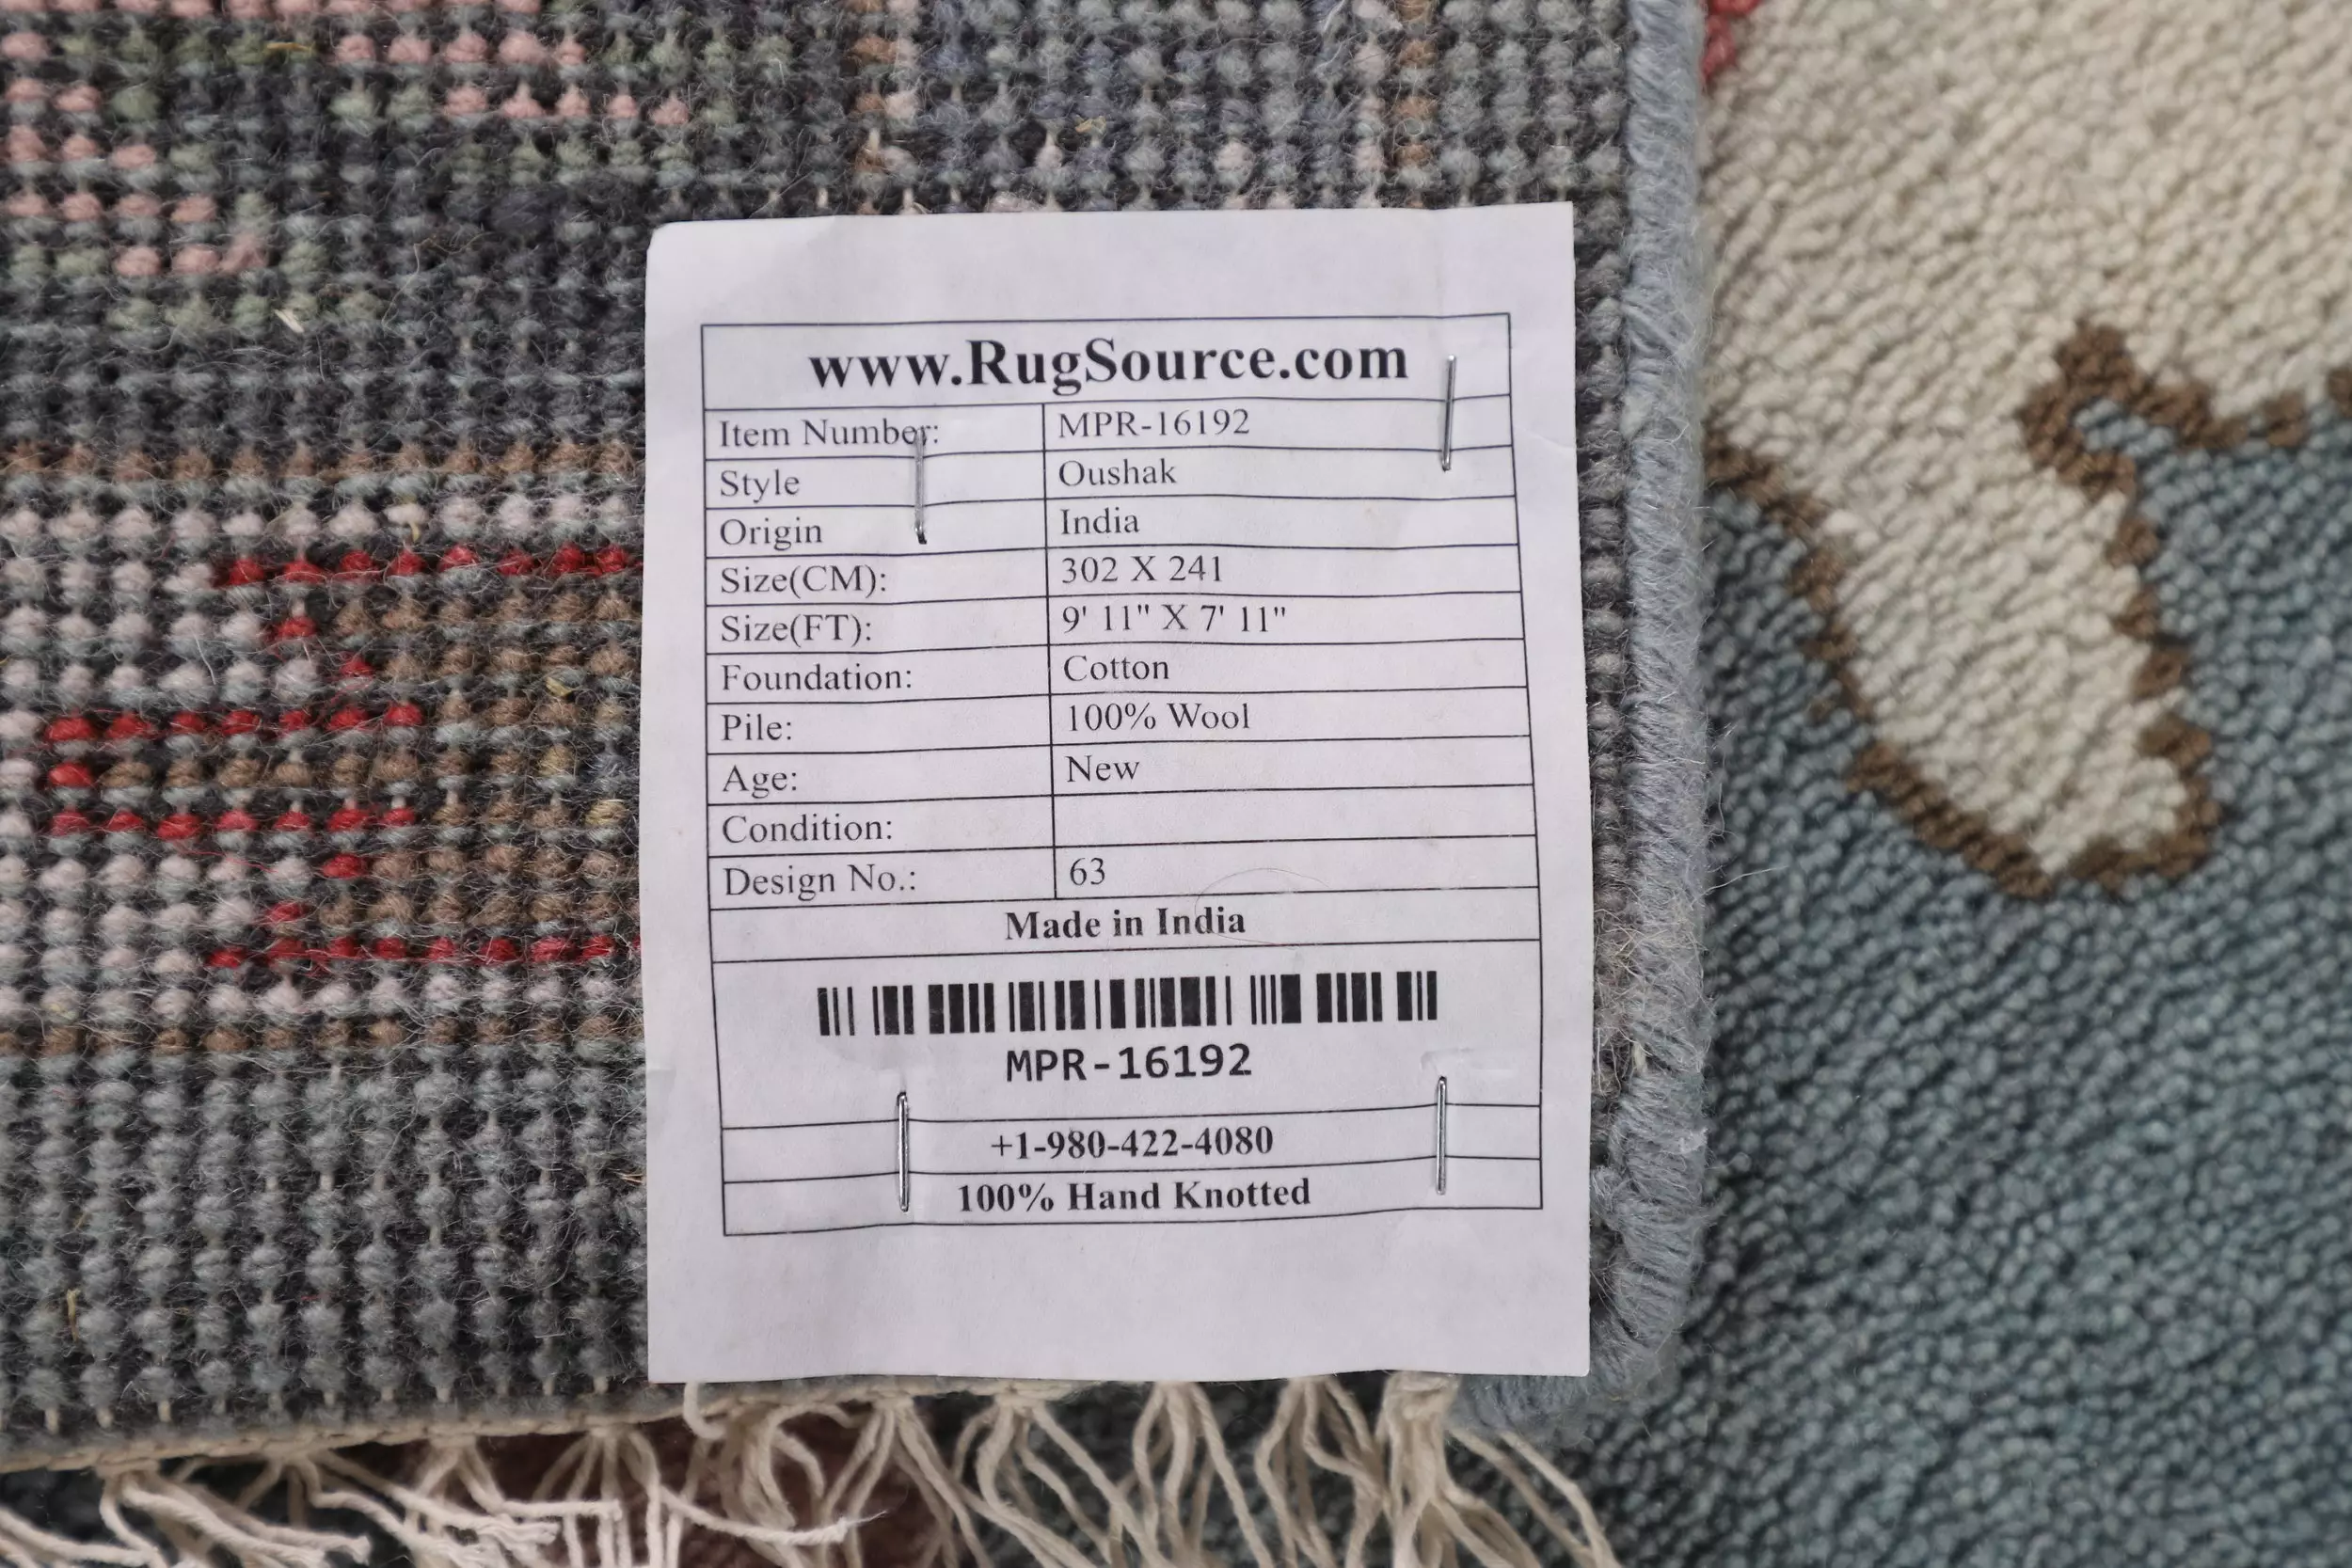 www.RugSource.com
Item Number: MPR-16192
Style Oushak
Origin India
Size(CM): 302 X 241
Size(FT): 9' 11" X 7' 11"
Foundation: Cotton
Pile: 100% Wool
Age: New
Condition:
Design No.: 63
Made in India
MPR-16192
+1-980-422-4080
100% Hand Knotted